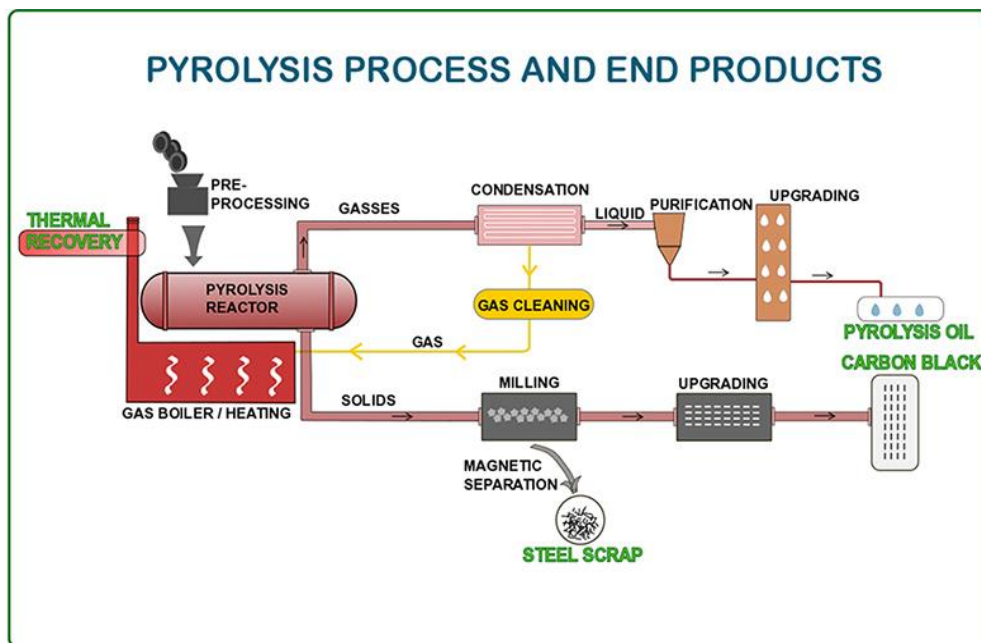 PYROLYSIS PROCESS AND END PRODUCTS
PRE-
PROCESSING
THERMAL
RECOVERY
GASSES
CONDENSATION
LIQUID
PURIFICATION
UPGRADING
PYROLYSIS
REACTOR
GAS CLEANING
GAS
PYROLYSIS OIL
CARBON BLACK
GAS BOILER / HEATING
SOLIDS
MILLING
UPGRADING
MAGNETIC
SEPARATION
STEEL SCRAP